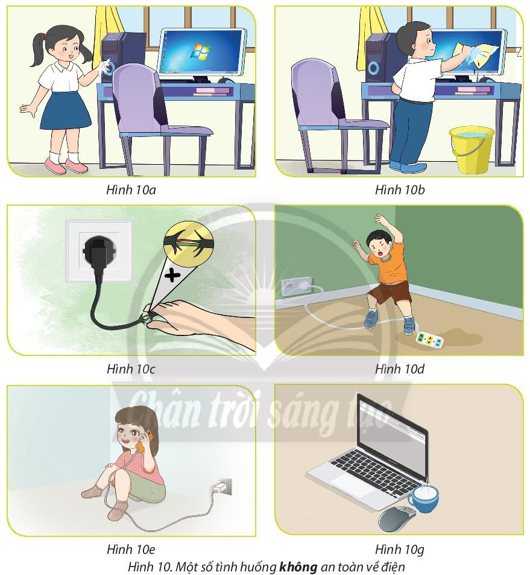 Hình 10a
Hình 10b
Hình 10c
Hình 10d
Chân trời sáng tạo
Hình 10e
Hình 10g
Hình 10. Một số tình huống không an toàn về điện